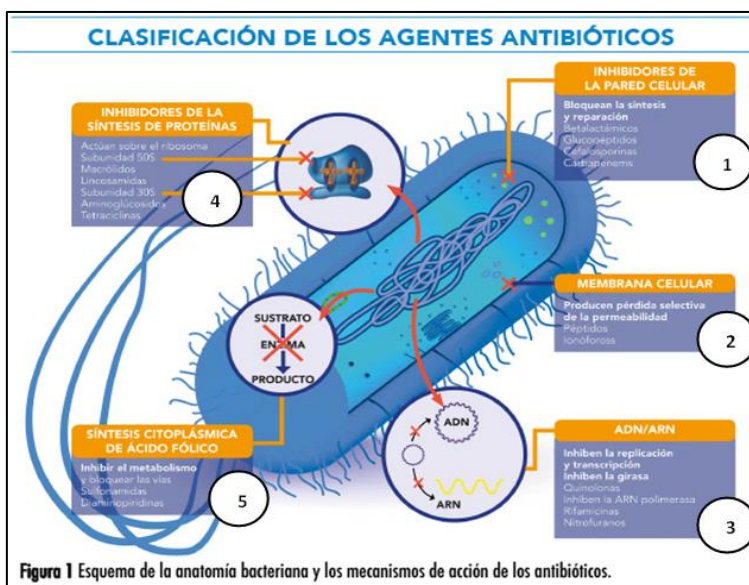 CLASIFICACIÓN DE LOS AGENTES ANTIBIÓTICOS
INHIBIDORES DE LA
SÍNTESIS DE PROTEÍNAS
Actúan sobre el ribosoma
Subunidad 50S
Macrólidos
Lincosamidas
Subunidad 30S
Aminoglúcosidos
Tetraciclinas
4
INHIBIDORES DE
LA PARED CELULAR
Bloquean la síntesis
y reparación
Betalactámicos
Gluconéptidos
Cefalosporinas
Cadrapenems
1
MEMBRANA CELULAR
Producen pérdida selectiva
de la permeabilidad
Péptidos
Ionófoross
2
SUSTRATO
ENZIMA
PRODUCTO
SÍNTESIS CITOPLÁSMICA
DE ÁCIDO FÓLICO
Inhibir el metabolismo
y bloquear las vías
Sulfonamidas
Diaminopiridinas
5
ADN
ARN
ADN/ARN
Inhiben la replicación
y transcripción
Inhiben la girasa
Quinolonas
Inhiben la ARN polimerasa
Rifamicinas
Nitrofuranos
3
Figura 1 Esquema de la anatomía bacteriana y los mecanismos de acción de los antibióticos.